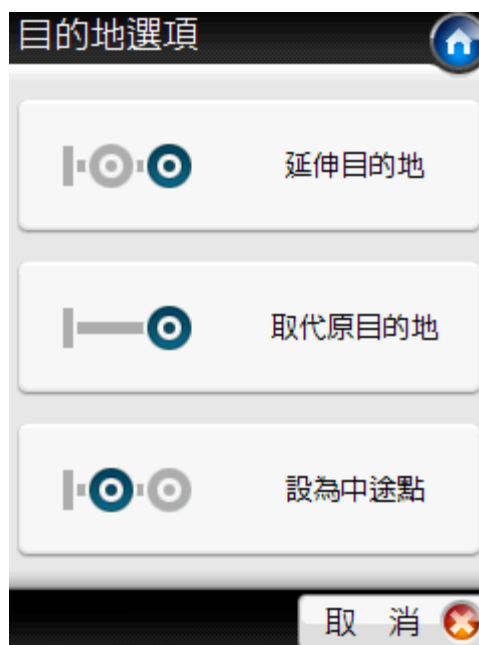 目的地選項
延伸目的地
取代原目的地
設為中途點
取 消